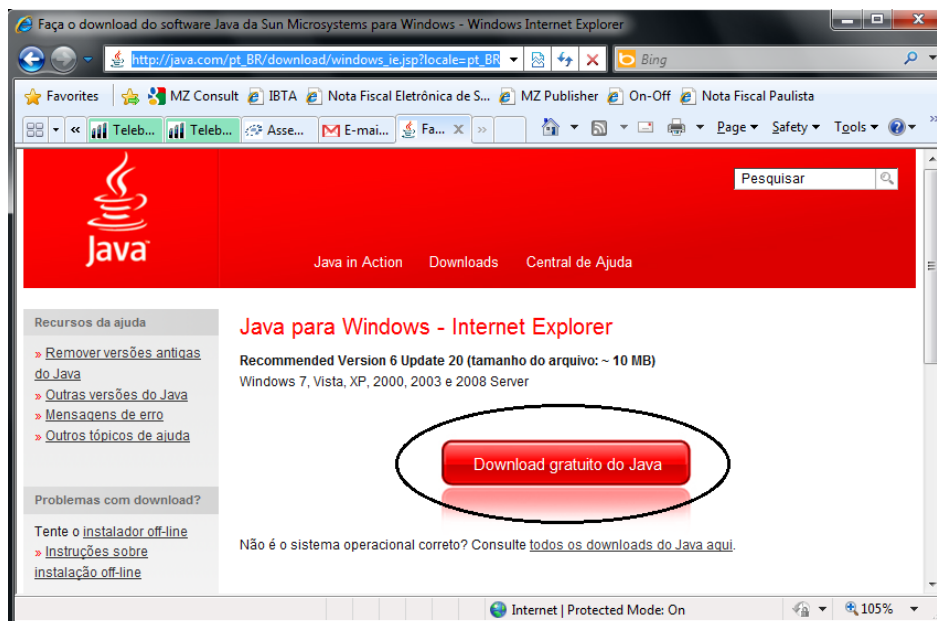 Faça o download do software Java da Sun Microsystems para Windows - Windows Internet Explorer
http://java.com/pt_BR/download/windows_ie.jsp?locale=pt_BR
Bing
Favorites MZ Consult IBTA Nota Fiscal Eletrônica de S... MZ Publisher On-Off Nota Fiscal Paulista
Teleb... Teleb... Asse... E-mai... Fa... Page Safety Tools
Java
Pesquisar
Java in Action Downloads Central de Ajuda
Recursos da ajuda
» Remover versões antigas
do Java
» Outras versões do Java
» Mensagens de erro
» Outros tópicos de ajuda
Java para Windows - Internet Explorer
Recommended Version 6 Update 20 (tamanho do arquivo: ~ 10 MB)
Windows 7, Vista, XP, 2000, 2003 e 2008 Server
Download gratuito do Java
Problemas com download?
Tente o instalador off-line
» Instruções sobre
instalação off-line
Não é o sistema operacional correto? Consulte todos os downloads do Java aqui.
Internet | Protected Mode: On 105%